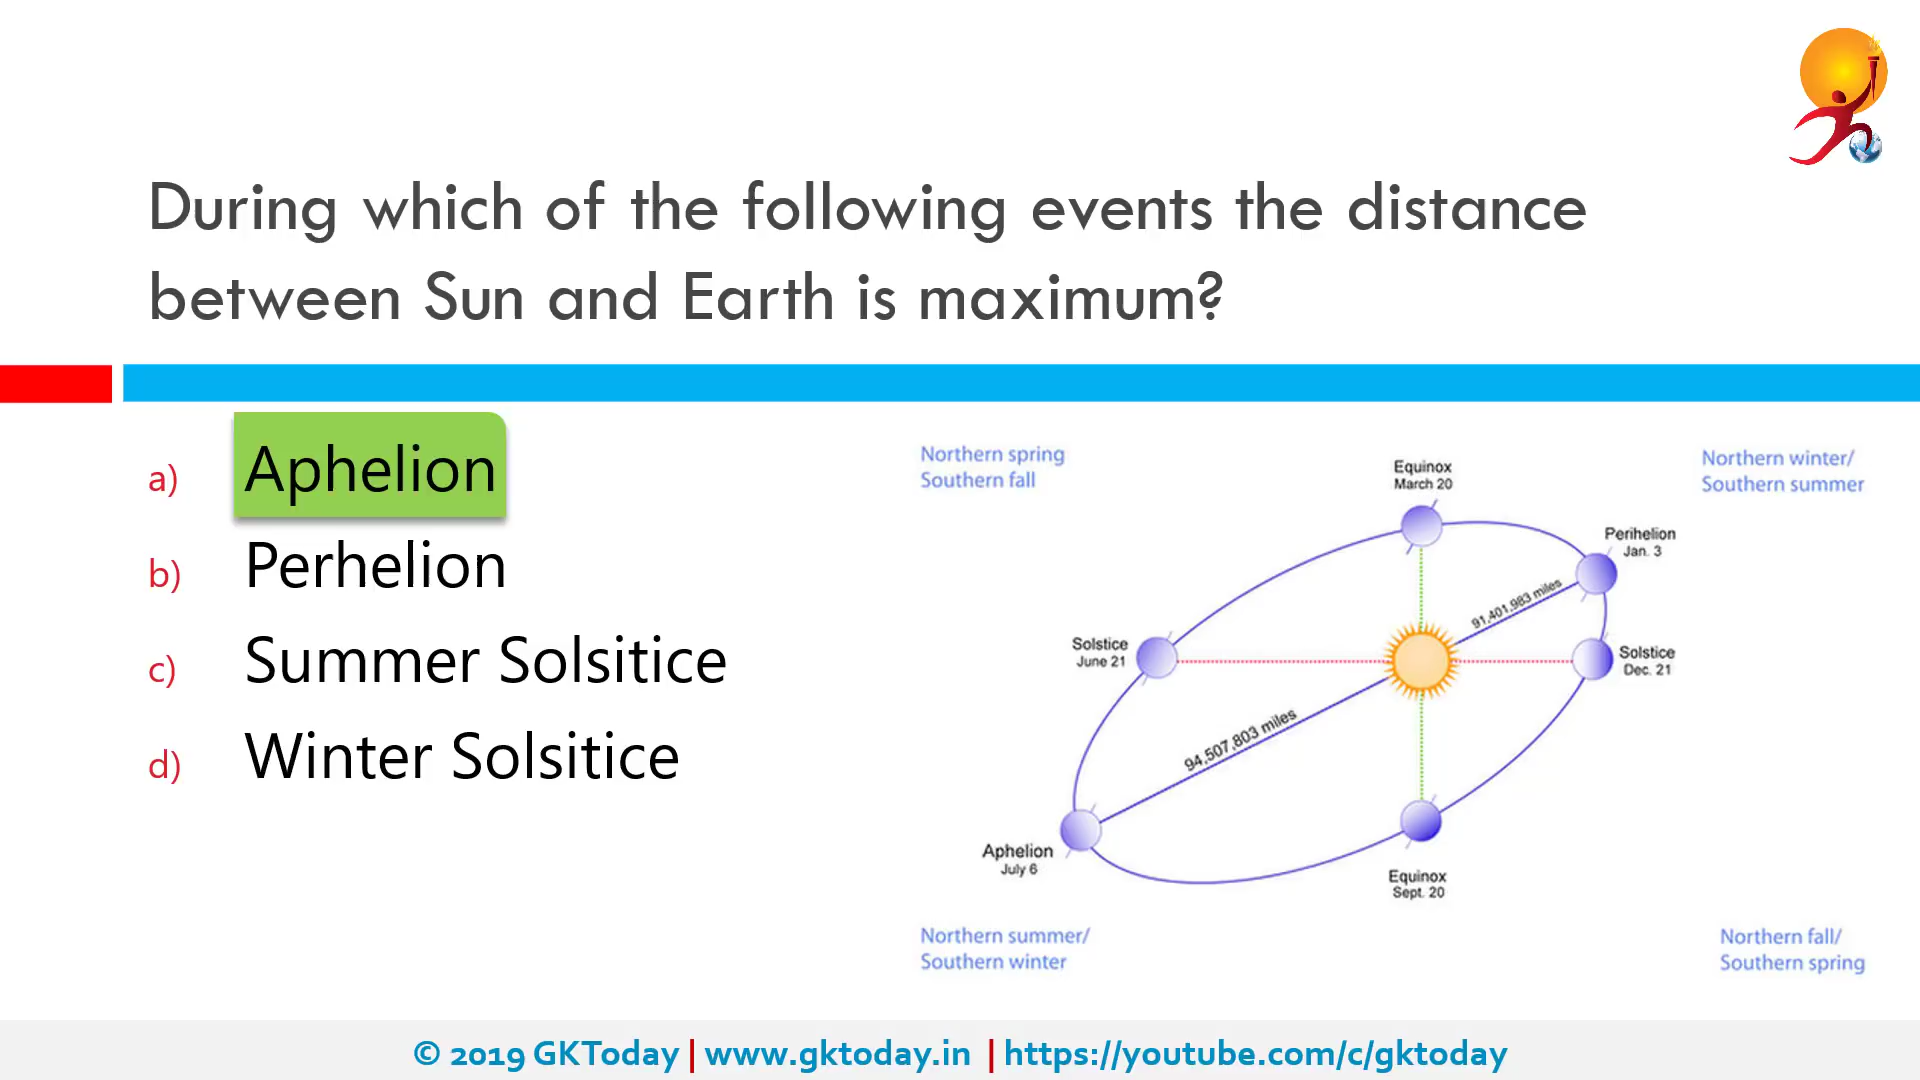 During which of the following events the distance
between Sun and Earth is maximum?
a) Aphelion
b) Perhelion
c) Summer Solsitice
d) Winter Solsitice
Northern spring
Southern fall
Equinox
March 20
Northern winter/
Southern summer
Perihelion
Jan. 3
91,401,983 miles
Solstice
June 21
Solstice
Dec. 21
94,507,803 miles
Aphelion
July 6
Equinox
Sept. 20
Northern summer/
Southern winter
Northern fall/
Southern spring
© 2019 GKToday | www.gktoday.in | https://youtube.com/c/gktoday